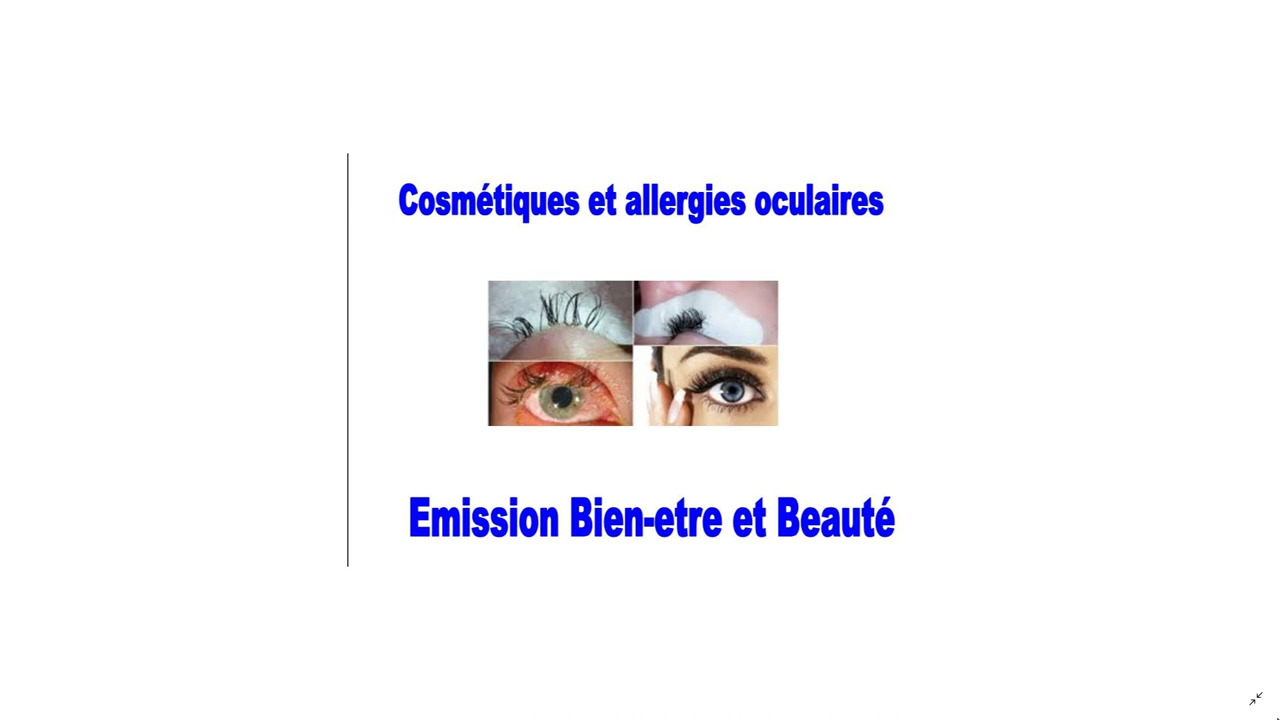 Cosmétiques et allergies oculaires
Emission Bien-etre et Beauté